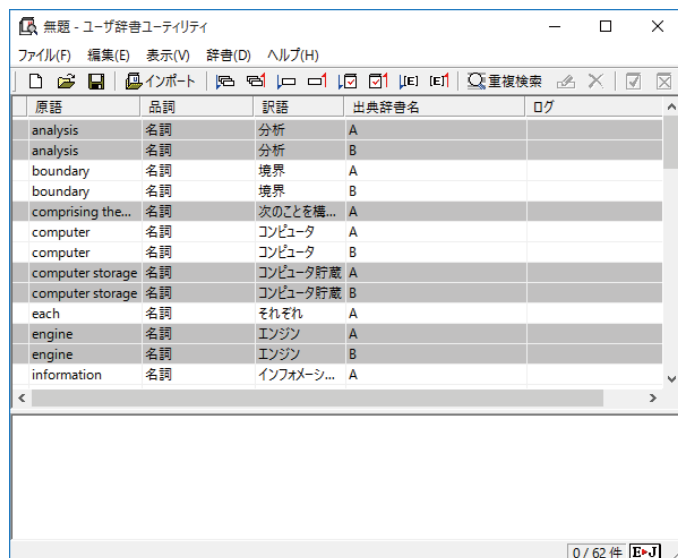 無題 - ユーザ辞書ユーティリティ
ファイル(F) 編集(E) 表示(V) 辞書(D) ヘルプ(H)
インポート [E] [E] 重複検索
原語 品詞 訳語 出典辞書名 ログ
analysis 名詞 分析 A
analysis 名詞 分析 B
boundary 名詞 境界 A
boundary 名詞 境界 B
comprising the... 名詞 次のことを構... A
computer 名詞 コンピュータ A
computer 名詞 コンピュータ B
computer storage 名詞 コンピュータ貯蔵 A
computer storage 名詞 コンピュータ貯蔵 B
each 名詞 それぞれ A
engine 名詞 エンジン A
engine 名詞 エンジン B
information 名詞 インフォメーシ... A
0 / 62 件 E▸J